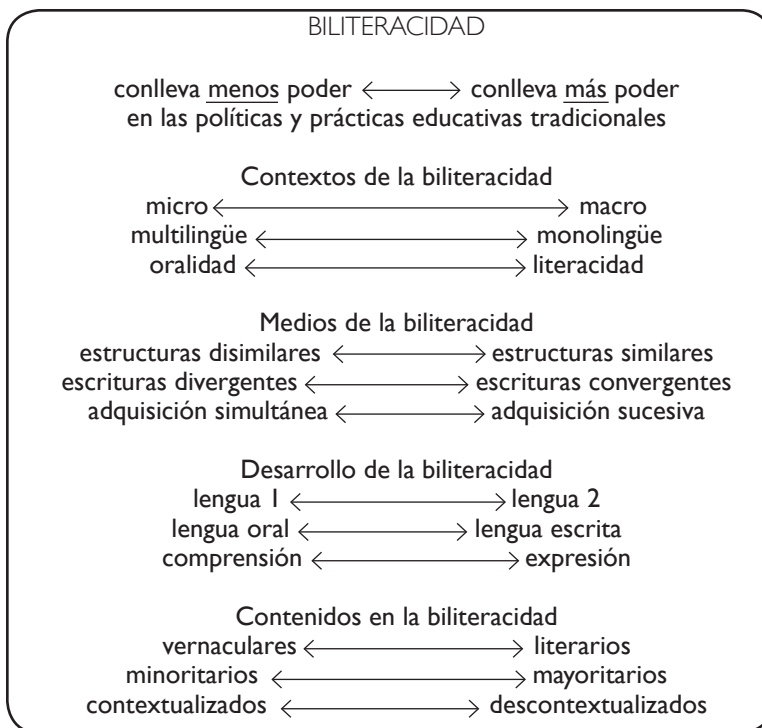 BILITERACIDAD
conlleva menos poder ⟷ conlleva más poder
en las políticas y prácticas educativas tradicionales
Contextos de la biliteracidad
micro ⟷ macro
multilingüe ⟷ monolingüe
oralidad ⟷ literacidad
Medios de la biliteracidad
estructuras disimilares ⟷ estructuras similares
escrituras divergentes ⟷ escrituras convergentes
adquisición simultánea ⟷ adquisición sucesiva
Desarrollo de la biliteracidad
lengua 1 ⟷ lengua 2
lengua oral ⟷ lengua escrita
comprensión ⟷ expresión
Contenidos en la biliteracidad
vernaculares ⟷ literarios
minoritarios ⟷ mayoritarios
contextualizados ⟷ descontextualizados